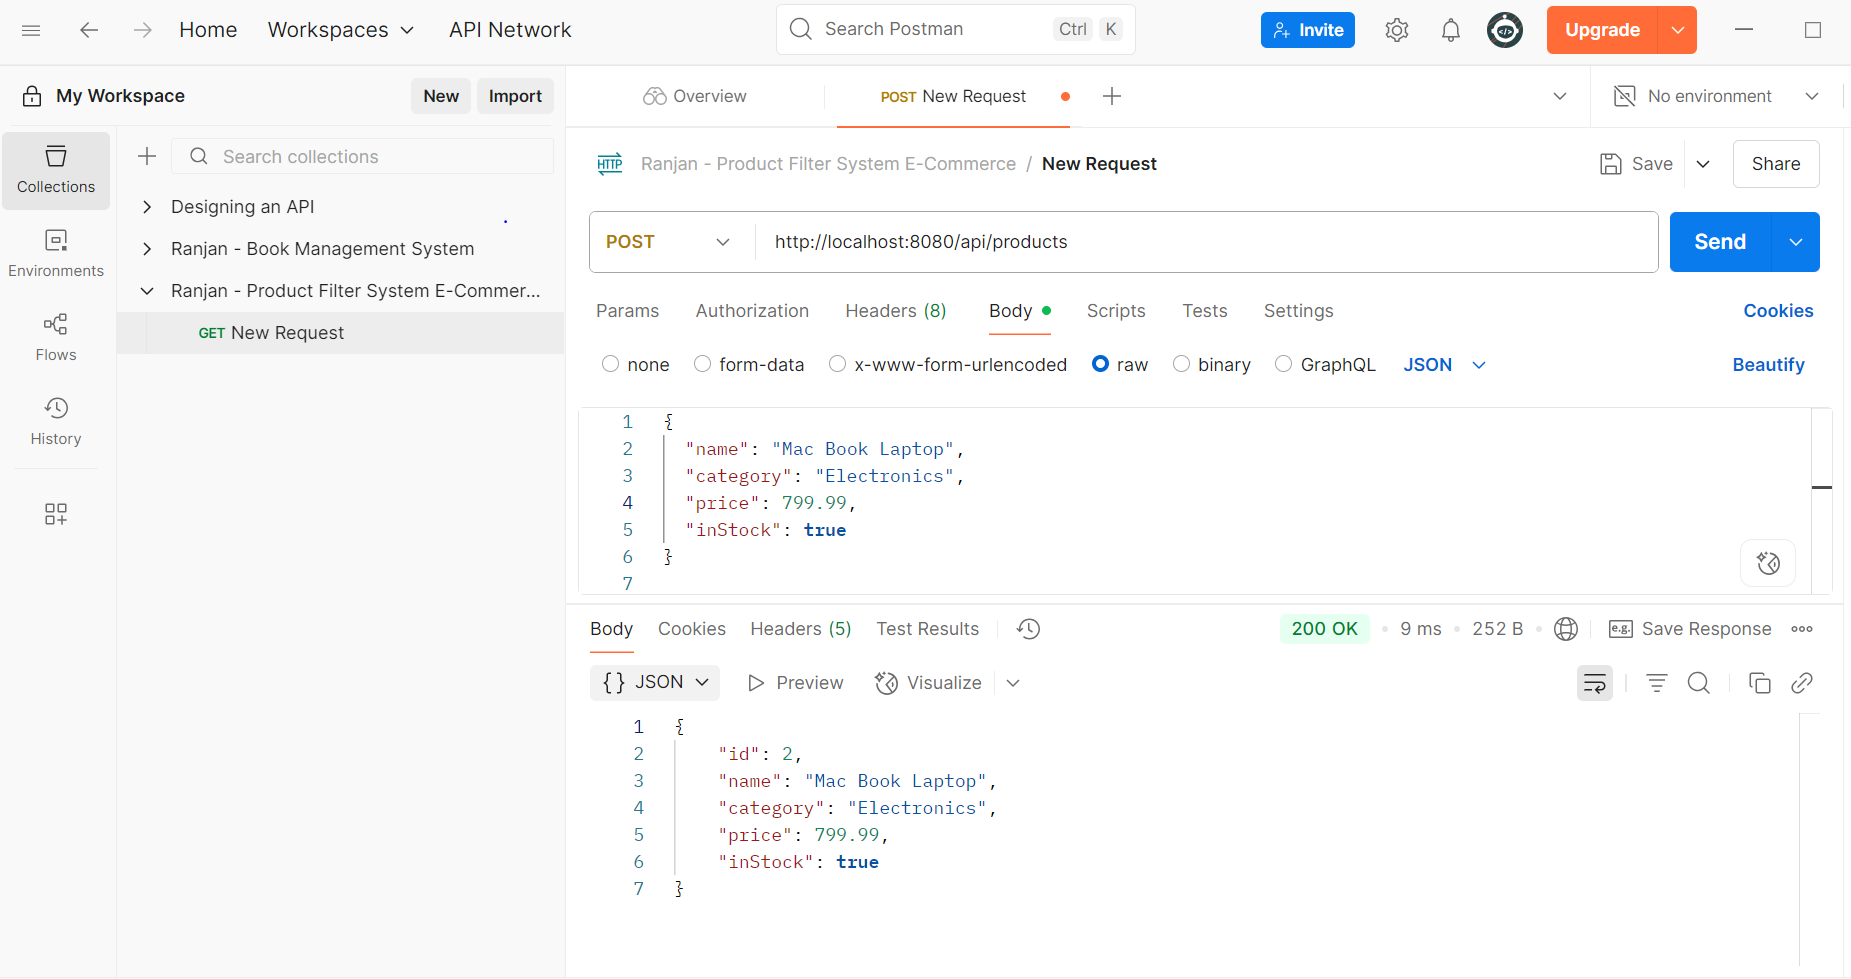 Home
Workspaces
API Network
Search Postman
Ctrl K
Invite
Upgrade
My Workspace
New
Import
Overview
POST New Request
No environment
Collections
Environments
Flows
History
Search collections
Designing an API
Ranjan - Book Management System
Ranjan - Product Filter System E-Commer...
GET New Request
HTTP
Ranjan - Product Filter System E-Commerce / New Request
Save
Share
POST
http://localhost:8080/api/products
Send
Params
Authorization
Headers (8)
Body
Scripts
Tests
Settings
Cookies
none
form-data
x-www-form-urlencoded
raw
binary
GraphQL
JSON
Beautify
1 {
2 "name": "Mac Book Laptop",
3 "category": "Electronics",
4 "price": 799.99,
5 "inStock": true
6 }
7
Body
Cookies
Headers (5)
Test Results
200 OK
9 ms
252 B
e.g. Save Response
{} JSON
Preview
Visualize
1 {
2 "id": 2,
3 "name": "Mac Book Laptop",
4 "category": "Electronics",
5 "price": 799.99,
6 "inStock": true
7 }